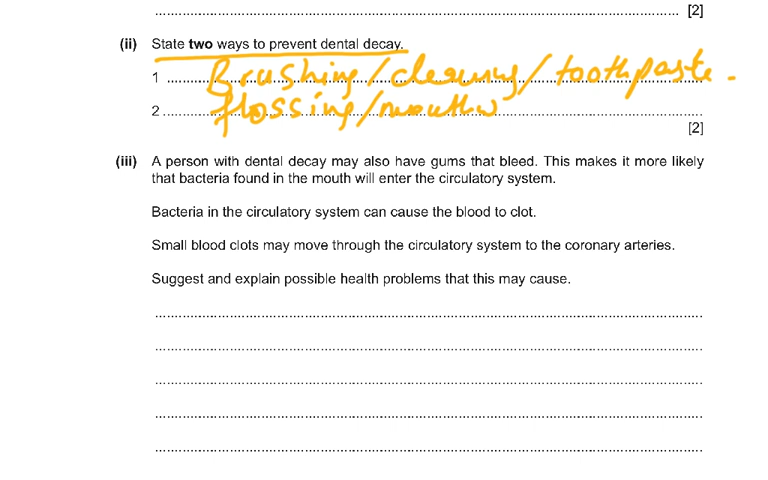 .......... [2]
(ii) State two ways to prevent dental decay.
1 .......... Brushing/cleaning/toothpaste.
2 .......... flossing/mouthw
[2]
(iii) A person with dental decay may also have gums that bleed. This makes it more likely
that bacteria found in the mouth will enter the circulatory system.
Bacteria in the circulatory system can cause the blood to clot.
Small blood clots may move through the circulatory system to the coronary arteries.
Suggest and explain possible health problems that this may cause.